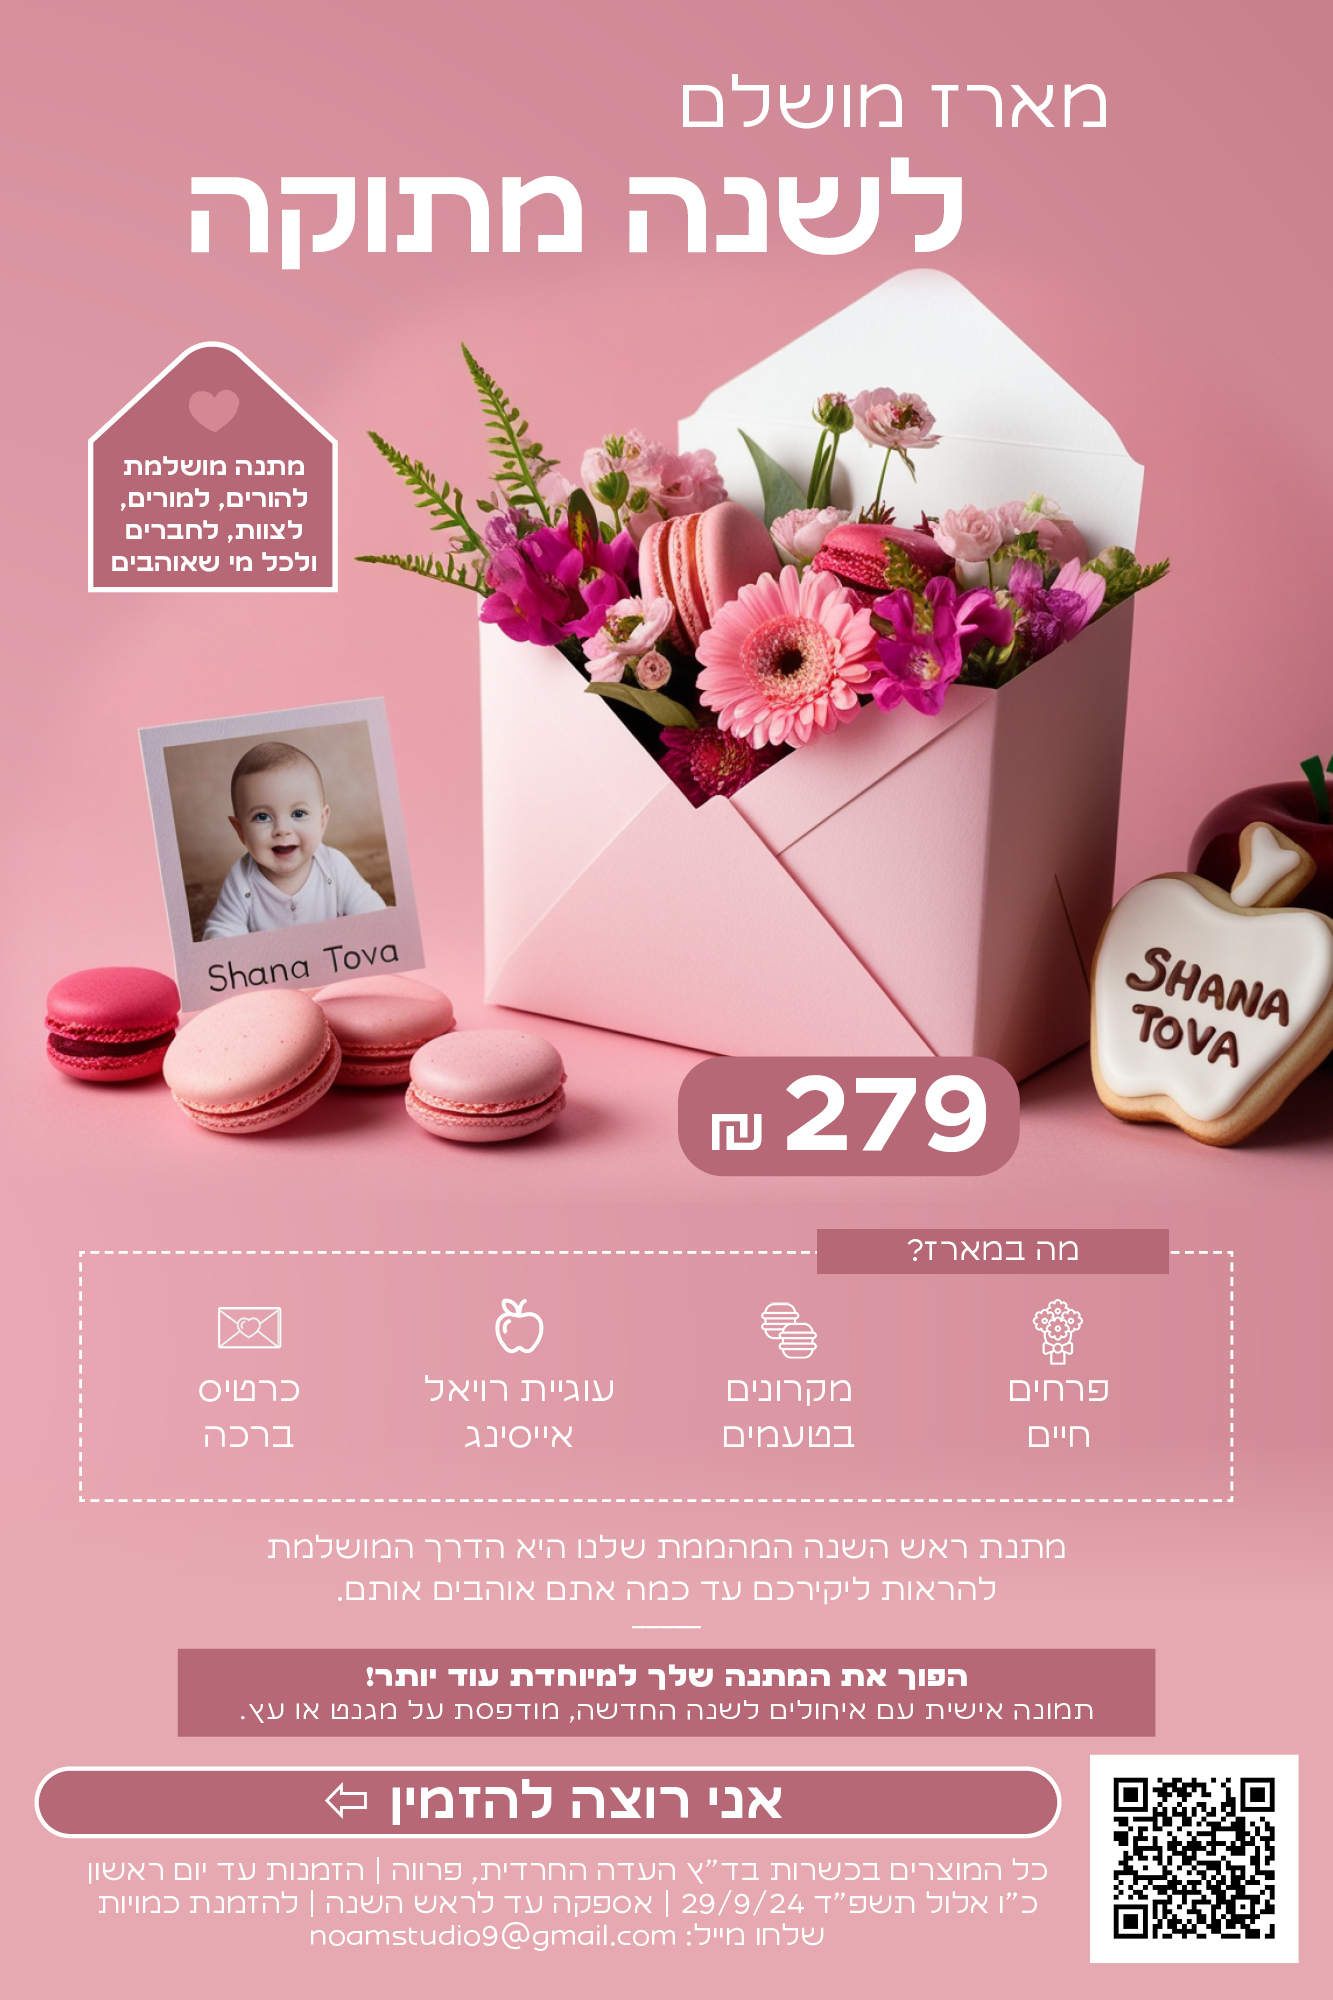 מארז מושלם
לשנה מתוקה
מתנה מושלמת
להורים, למורים,
לצוות, לחברים
ולכל מי שאוהבים
Shana Tova
SHANA
TOVA
279 ₪
מה במארז?
פרחים
חיים
מקרונים
בטעמים
עוגיית רויאל
אייסינג
כרטיס
ברכה
מתנת ראש השנה המהממת שלנו היא הדרך המושלמת
להראות ליקירכם עד כמה אתם אוהבים אותם.
הפוך את המתנה שלך למיוחדת עוד יותר!
תמונה אישית עם איחולים לשנה החדשה, מודפסת על מגנט או עץ.
אני רוצה להזמין
כל המוצרים בכשרות בד"ץ העדה החרדית, פרווה | הזמנות עד יום ראשון
כ"ו אלול תשפ"ד 29/9/24 | אספקה עד לראש השנה | להזמנת כמויות
שלחו מייל: noamstudio9@gmail.com